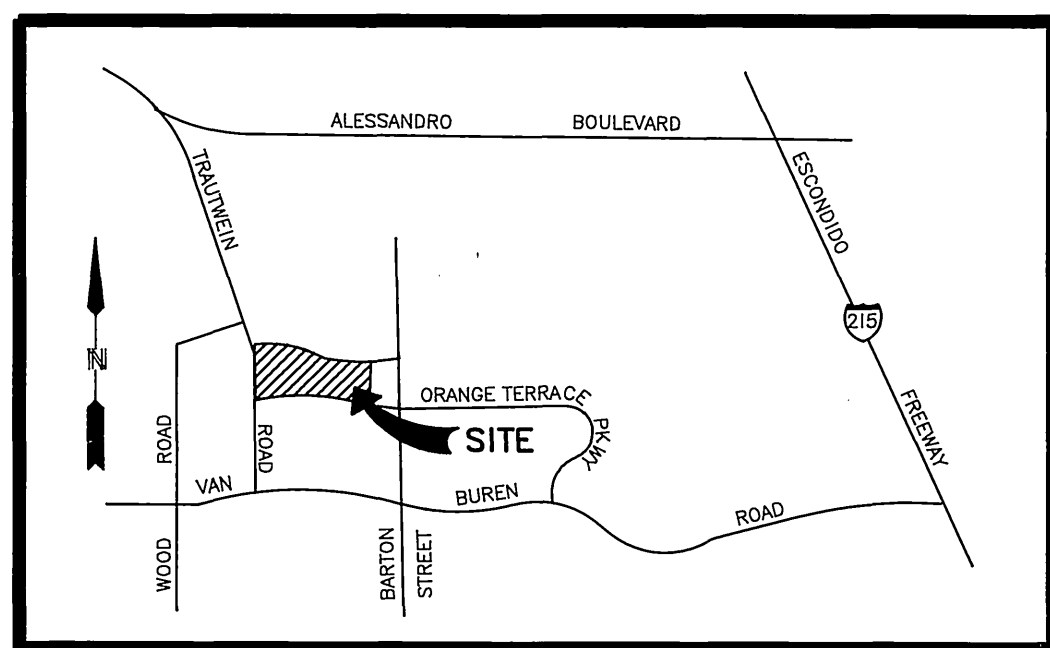 ALESSANDRO BOULEVARD
TRAUTWEIN
ESCONDIDO
215
N
ORANGE TERRACE
PKWY
FREEWAY
SITE
ROAD
ROAD
VAN
BUREN
ROAD
WOOD
BARTON
STREET